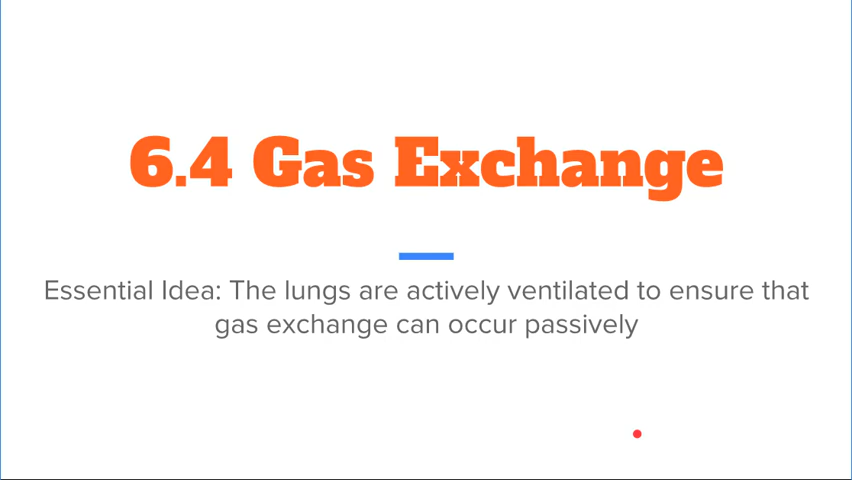 6.4 Gas Exchange
Essential Idea: The lungs are actively ventilated to ensure that
gas exchange can occur passively